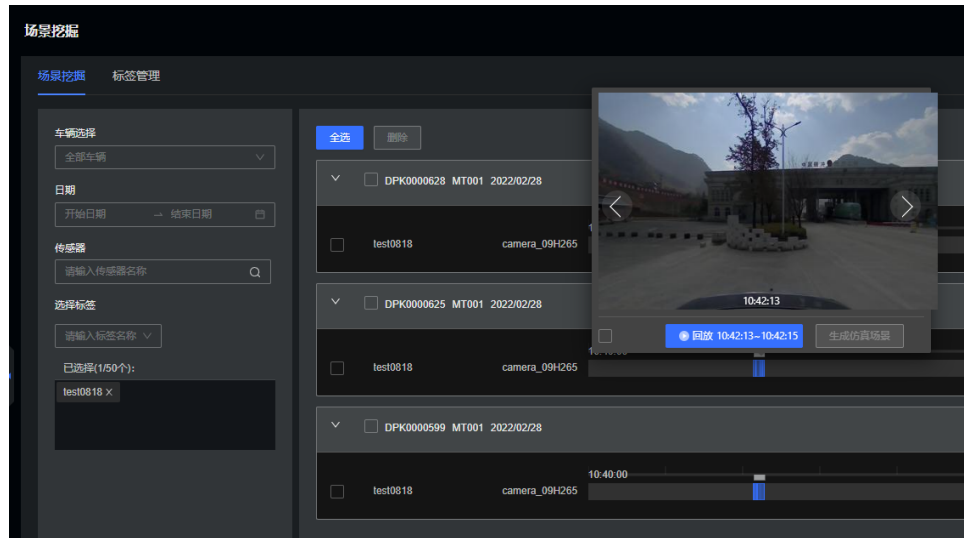 场景挖掘
场景挖掘 标签管理
车辆选择
全部车辆
日期
开始日期 → 结束日期
传感器
请输入传感器名称
选择标签
请输入标签名称
已选择(1/50个):
test0818 X
全选 删除
DPK0000628 MT001 2022/02/28
test0818 camera_09H265
10:42:13
回放 10:42:13~10:42:15 生成仿真场景
DPK0000625 MT001 2022/02/28
test0818 camera_09H265
DPK0000599 MT001 2022/02/28
10:40:00
test0818 camera_09H265